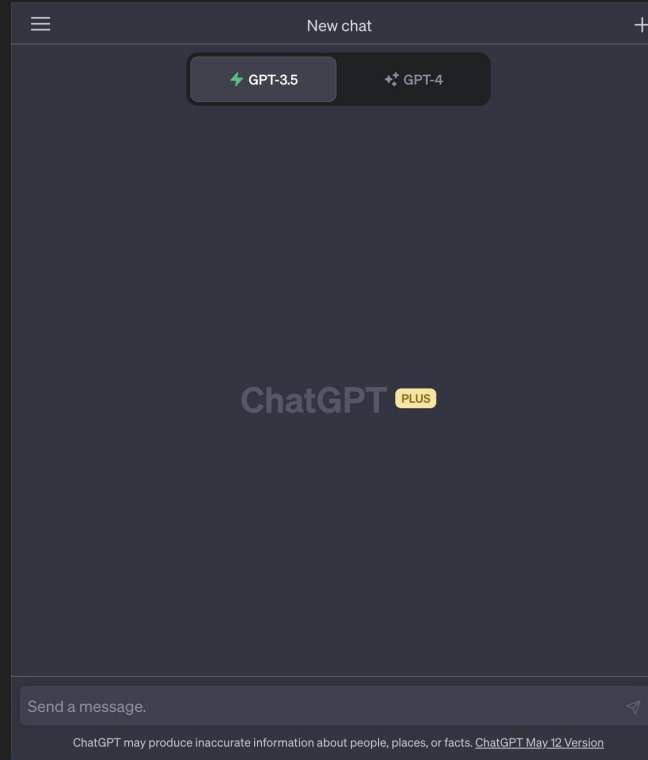 New chat
GPT-3.5 GPT-4
ChatGPT PLUS
Send a message.
ChatGPT may produce inaccurate information about people, places, or facts. ChatGPT May 12 Version